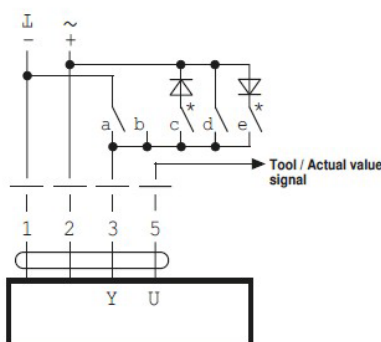 ⊥ ~
- +
a b c * d e *
Tool / Actual value
signal
1 2 3 5
Y U